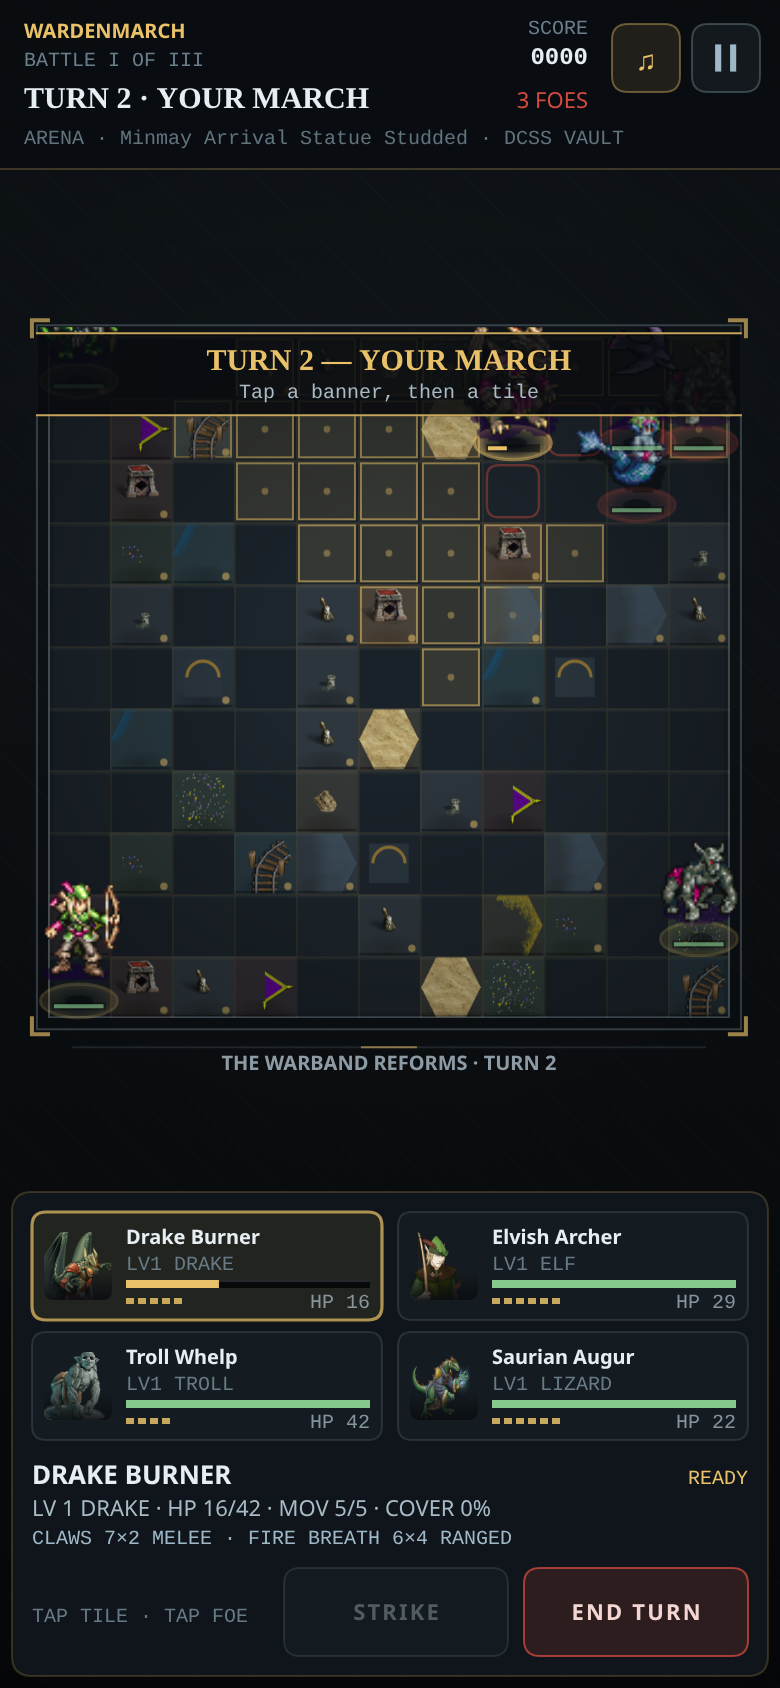 WARDENMARCH
BATTLE I OF III
TURN 2 · YOUR MARCH
SCORE
0000
3 FOES
ARENA · Minmay Arrival Statue Studded · DCSS VAULT
TURN 2 — YOUR MARCH
Tap a banner, then a tile
THE WARBAND REFORMS · TURN 2
Drake Burner
LV1 DRAKE
HP 16
Elvish Archer
LV1 ELF
HP 29
Troll Whelp
LV1 TROLL
HP 42
Saurian Augur
LV1 LIZARD
HP 22
DRAKE BURNER
READY
LV 1 DRAKE · HP 16/42 · MOV 5/5 · COVER 0%
CLAWS 7×2 MELEE · FIRE BREATH 6×4 RANGED
TAP TILE · TAP FOE
STRIKE
END TURN